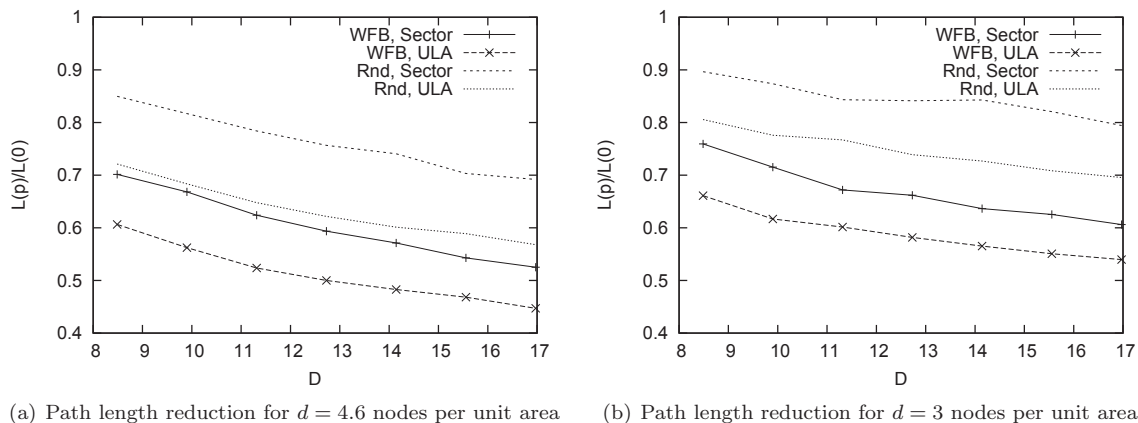 1
0.9
0.8
0.7
0.6
0.5
0.4
L(p)/L(0)
8 9 10 11 12 13 14 15 16 17
D
WFB, Sector
WFB, ULA
Rnd, Sector
Rnd, ULA
(a) Path length reduction for d = 4.6 nodes per unit area
1
0.9
0.8
0.7
0.6
0.5
0.4
L(p)/L(0)
8 9 10 11 12 13 14 15 16 17
D
WFB, Sector
WFB, ULA
Rnd, Sector
Rnd, ULA
(b) Path length reduction for d = 3 nodes per unit area